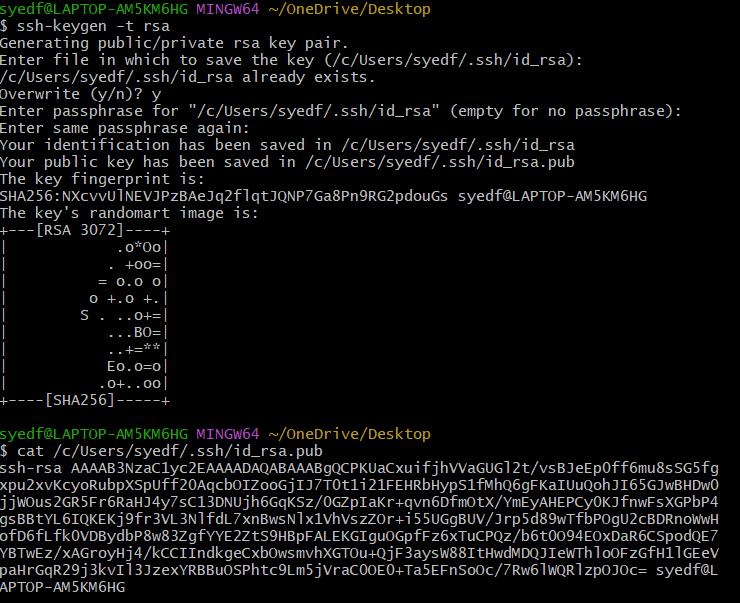 syedf@LAPTOP-AM5KM6HG MINGW64 ~/OneDrive/Desktop
$ ssh-keygen -t rsa
Generating public/private rsa key pair.
Enter file in which to save the key (/c/Users/syedf/.ssh/id_rsa):
/c/Users/syedf/.ssh/id_rsa already exists.
Overwrite (y/n)? y
Enter passphrase for "/c/Users/syedf/.ssh/id_rsa" (empty for no passphrase):
Enter same passphrase again:
Your identification has been saved in /c/Users/syedf/.ssh/id_rsa
Your public key has been saved in /c/Users/syedf/.ssh/id_rsa.pub
The key fingerprint is:
SHA256:NXcvvUlNEVJPzBAeJq2flqtJQNP7Ga8Pn9RG2pdouGs syedf@LAPTOP-AM5KM6HG
The key's randomart image is:
+---[RSA 3072]----+
|             .o*Oo|
|            . +oo=|
|           = o.o o|
|          o +.o +.|
|         S . ..o+=|
|            ...BO=|
|            ..+=**|
|            Eo.o=o|
|           .o+..oo|
+----[SHA256]-----+
syedf@LAPTOP-AM5KM6HG MINGW64 ~/OneDrive/Desktop
$ cat /c/Users/syedf/.ssh/id_rsa.pub
ssh-rsa AAAAB3NzaC1yc2EAAAADAQABAAABgQCPKUaCxuifjhVVaGUGl2t/vsBJeEpOff6mu8sSG5fg
xpu2xvKcyoRubpXSpUff2OAqcbOIZooGjIJ7TOt1i21FEHRbHypS1fMhQ6gFKaIUuQohJI65GJwBHDwO
jjWOus2GR5Fr6RaHJ4y7sC13DNUjh6GqKSz/OGZpIaKr+qvn6DfmOtX/YmEyAHEPCy0KJfnwFsXGPbP4
gsBBtYL6IQKEKj9fr3VL3NlfdL7xnBwsNlx1VhVszZOr+i55UGgBUV/Jrp5d89wTfbPOgU2cBDRnoWwH
ofD6fLfk0VDBydbP8w83ZgfYYE2ZtS9HBpFALEKGIguOGpfFz6xTuCPQz/b6tOO94EOxDaR6CSpodQE7
YBTwEz/xAGroyHj4/kCCIIndkgeCxbOwsmvhXGTOu+QjF3aysW88ItHwdMDQJIeWThloOFzGfH1lGEeV
paHrGqR29j3kvIl3JzexYRBBuOSPhtc9Lm5jVraC0OE0+Ta5EFnSoOc/7Rw6lWQRlzpOJOc= syedf@L
APTOP-AM5KM6HG